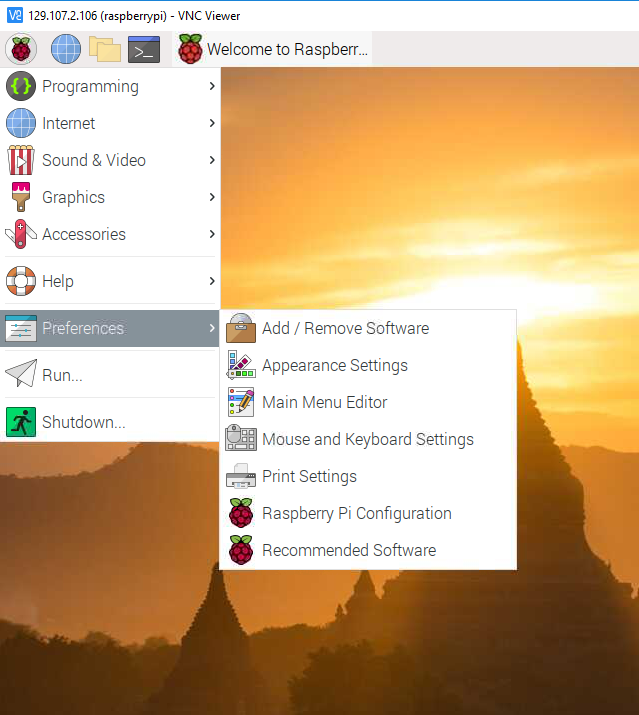 129.107.2.106 (raspberrypi) - VNC Viewer
Welcome to Raspberr...
Programming
Internet
Sound & Video
Graphics
Accessories
Help
Preferences
Run...
Shutdown...
Add / Remove Software
Appearance Settings
Main Menu Editor
Mouse and Keyboard Settings
Print Settings
Raspberry Pi Configuration
Recommended Software